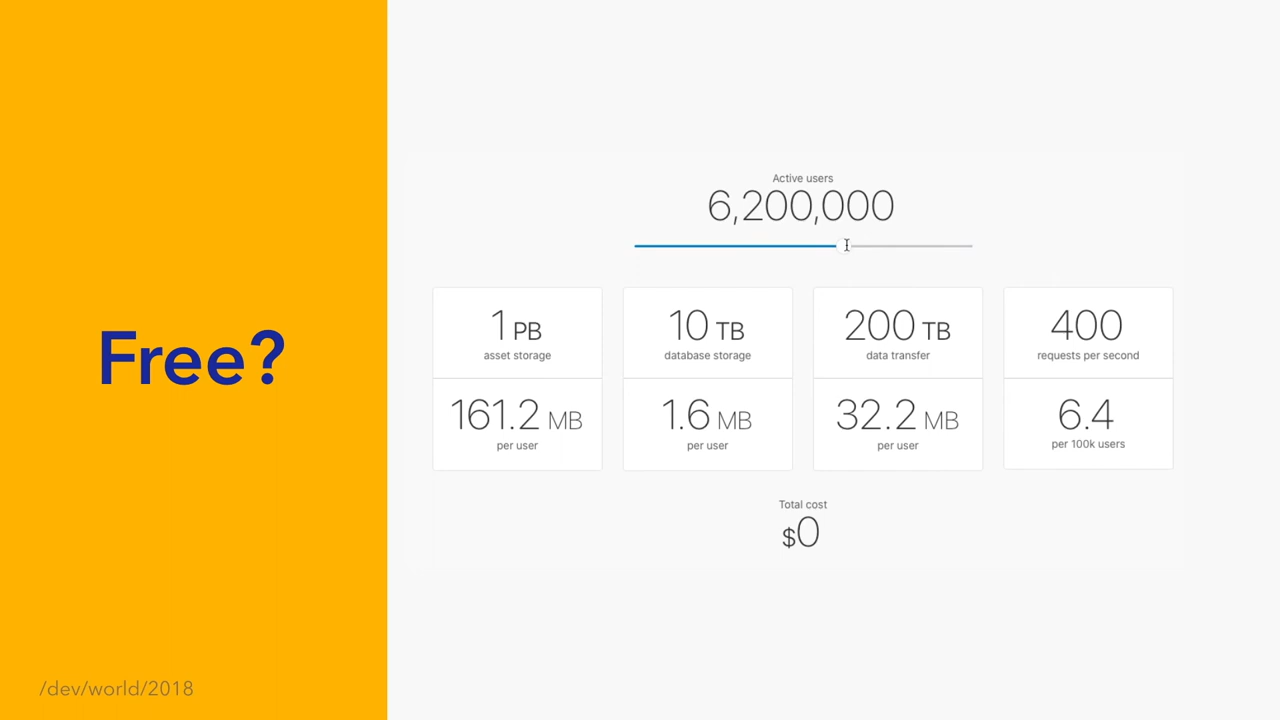 Free?
/dev/world/2018
Active users
6,200,000
1 PB
asset storage
161.2 MB
per user
10 TB
database storage
1.6 MB
per user
200 TB
data transfer
32.2 MB
per user
400
requests per second
6.4
per 100k users
Total cost
$0